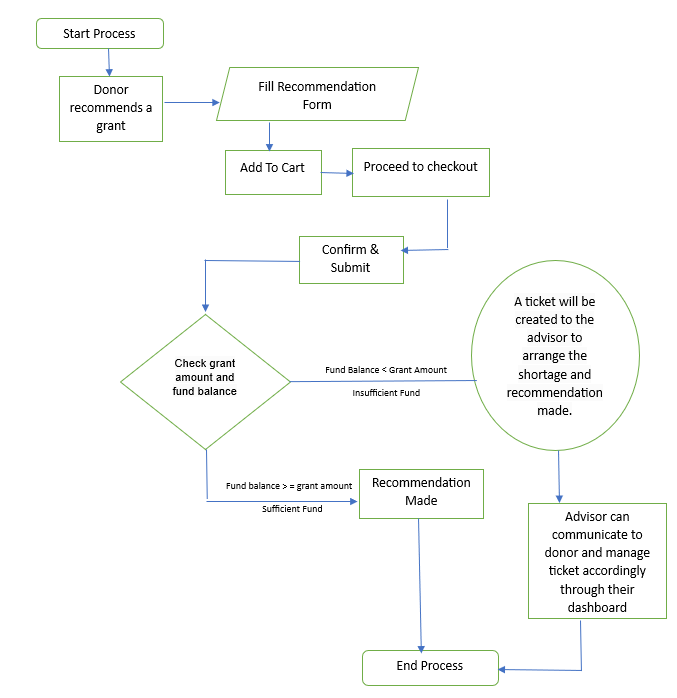 Start Process
Donor
recommends a
grant
Fill Recommendation
Form
Add To Cart
Proceed to checkout
Confirm &
Submit
A ticket will be
created to the
advisor to
arrange the
shortage and
recommendation
made.
Check grant
amount and
fund balance
Fund Balance < Grant Amount
Insufficient Fund
Fund balance > = grant amount
Sufficient Fund
Recommendation
Made
Advisor can
communicate to
donor and manage
ticket accordingly
through their
dashboard
End Process